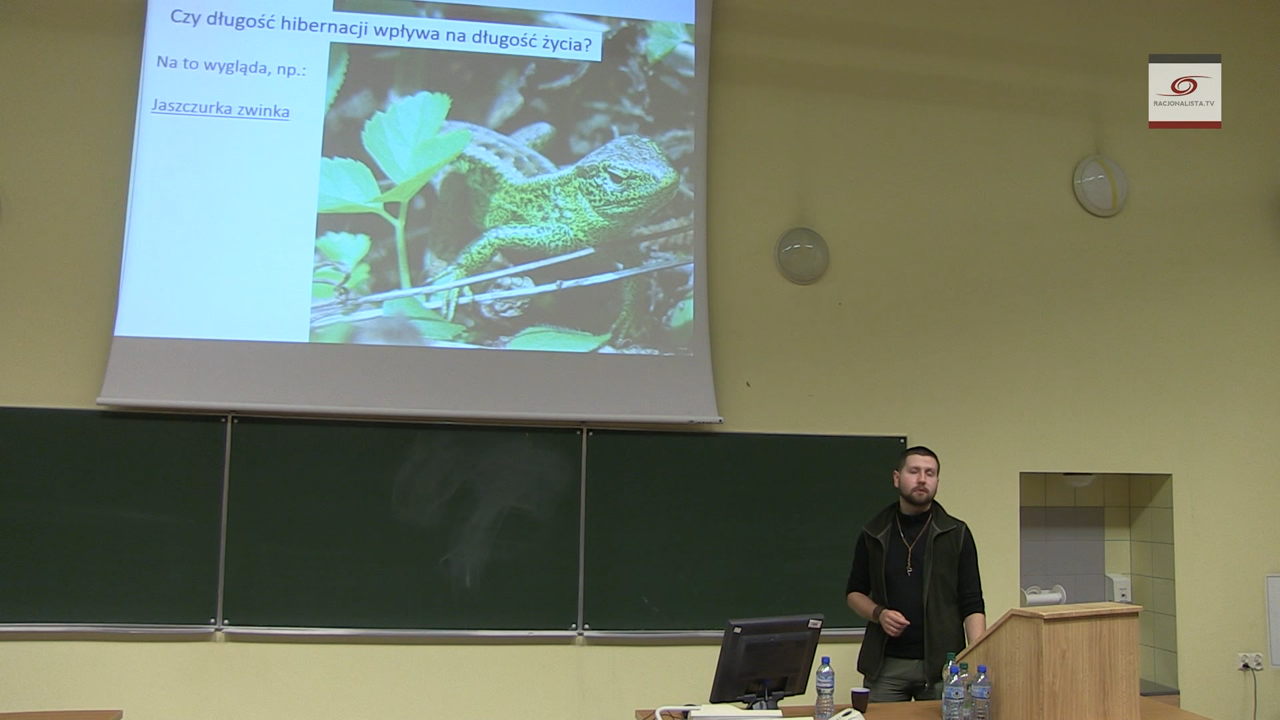 Czy długość hibernacji wpływa na długość życia?
Na to wygląda, np.:
Jaszczurka zwinka
RACJONALISTA.TV